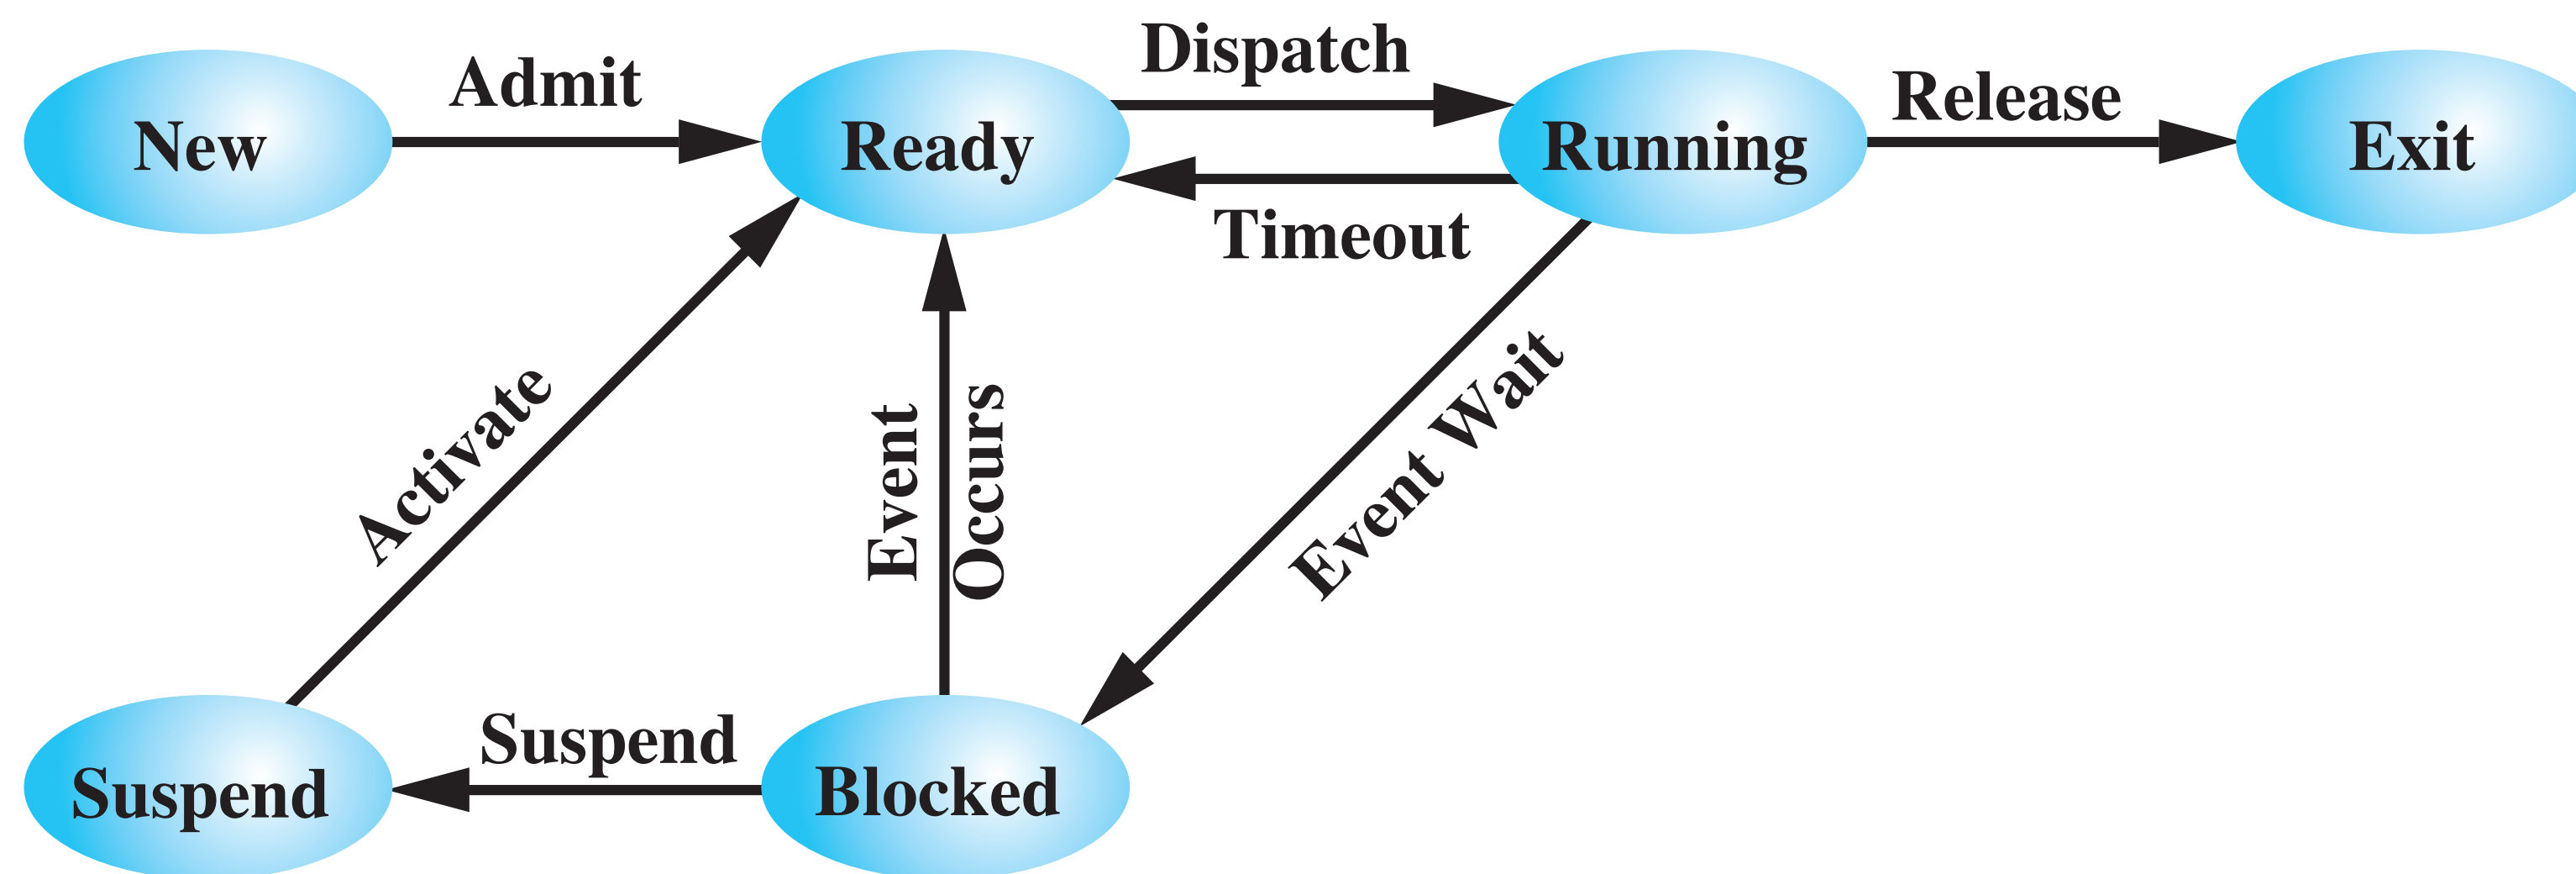 New
Admit
Ready
Dispatch
Timeout
Running
Release
Exit
Activate
Event
Occurs
Event Wait
Suspend
Suspend
Blocked